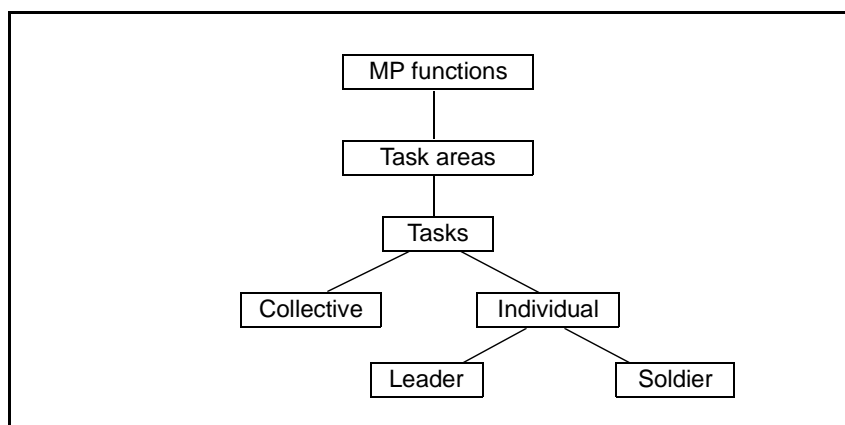 MP functions
Task areas
Tasks
Collective
Individual
Leader
Soldier